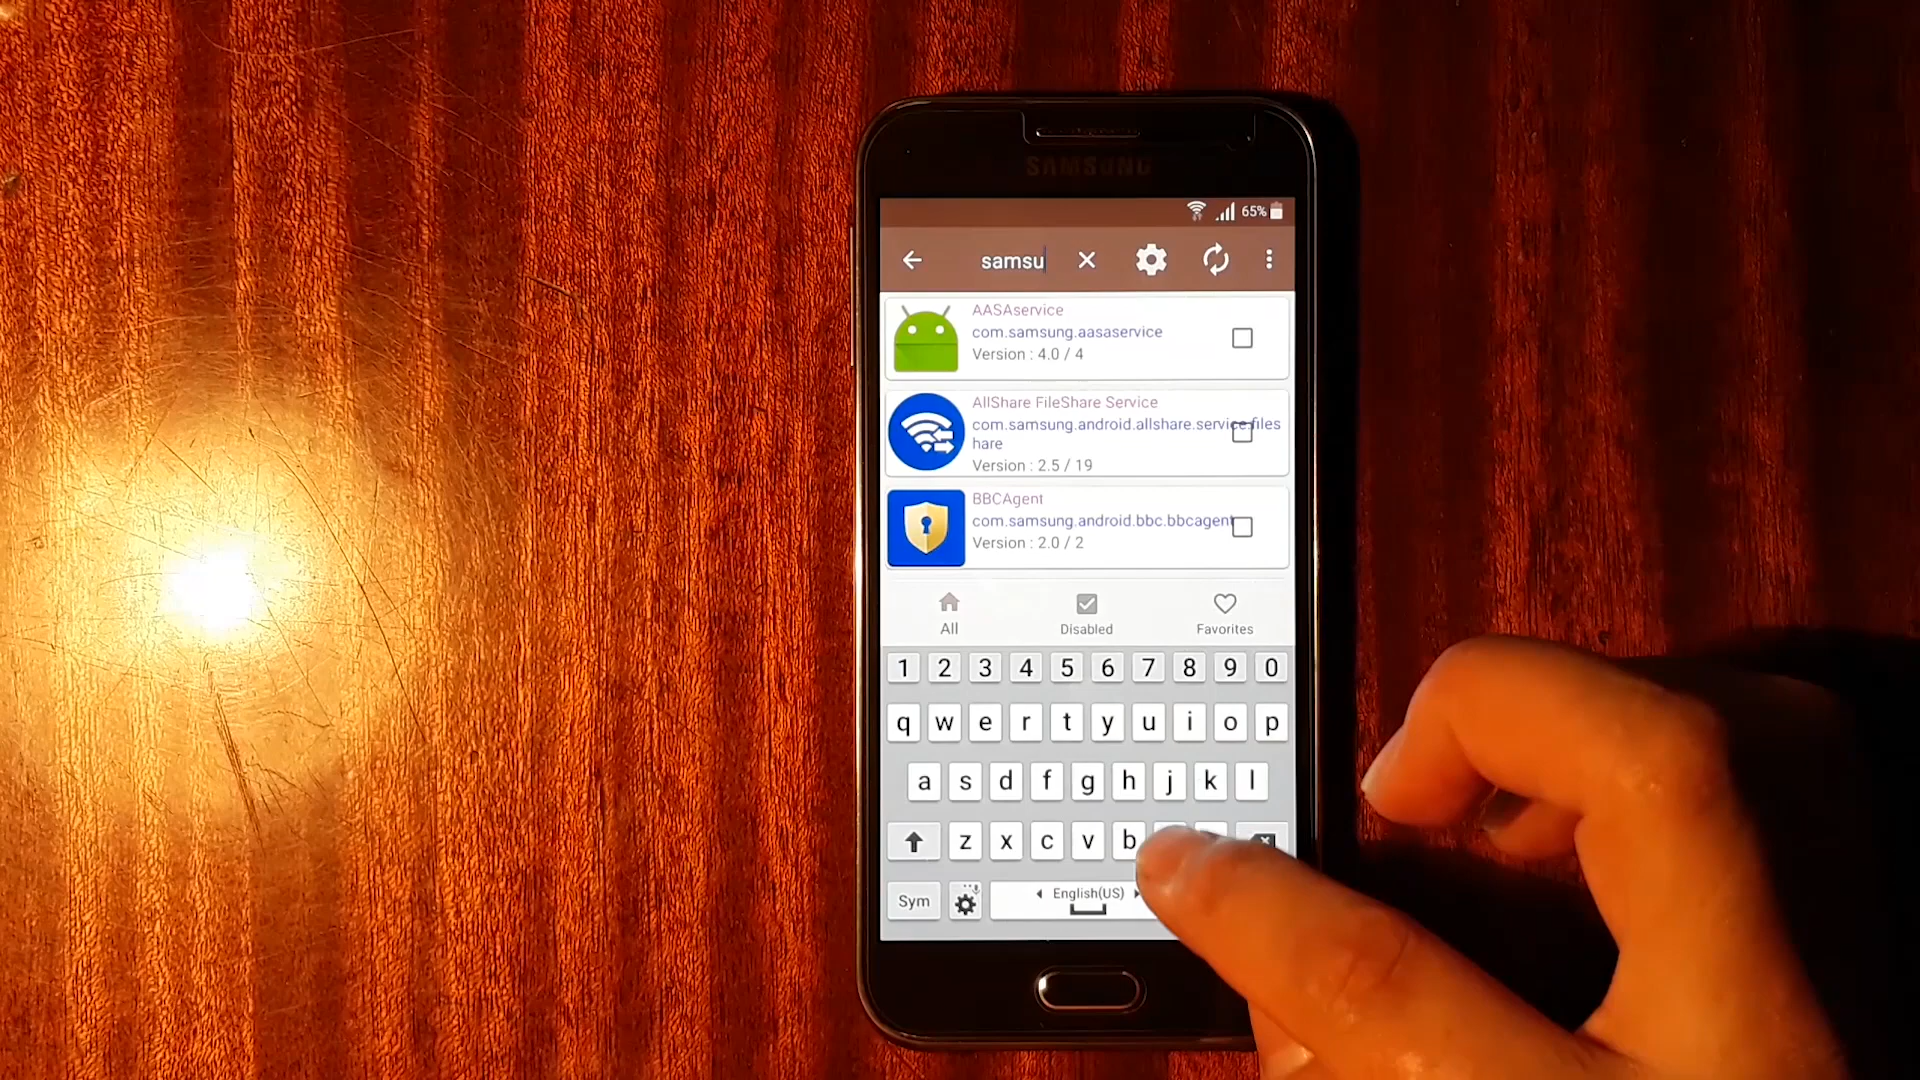 SAMSUNG
65%
samsu
AASAservice
com.samsung.aasaservice
Version : 4.0 / 4
AllShare FileShare Service
com.samsung.android.allshare.service.files
hare
Version : 2.5 / 19
BBCAgent
com.samsung.android.bbc.bbcagent
Version : 2.0 / 2
All Disabled Favorites
1 2 3 4 5 6 7 8 9 0
q w e r t y u i o p
a s d f g h j k l
z x c v b
Sym English(US)